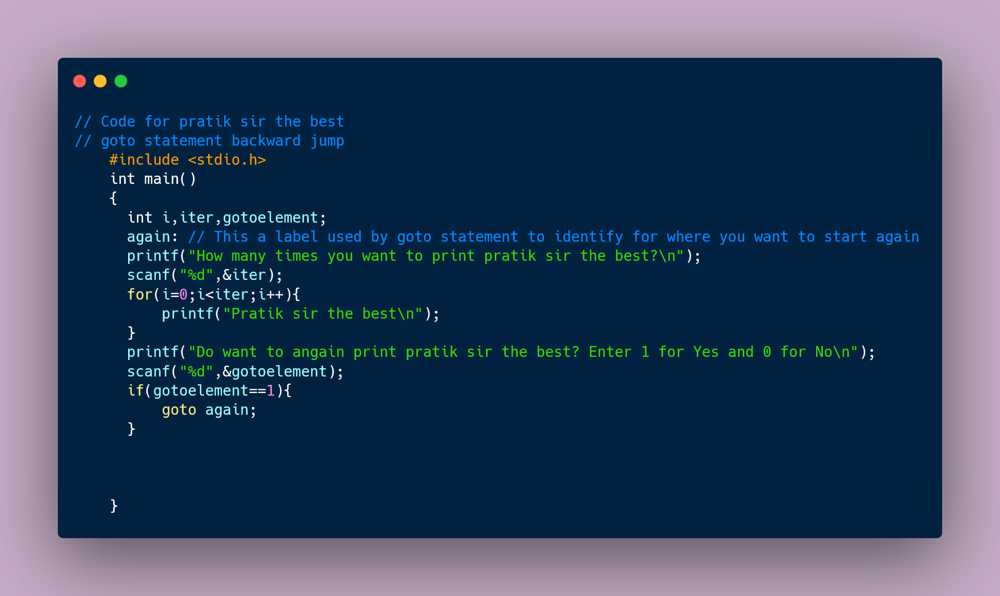 // Code for pratik sir the best
// goto statement backward jump
    #include <stdio.h>
    int main()
    {
      int i,iter,gotoelement;
      again: // This a label used by goto statement to identify for where you want to start again
      printf("How many times you want to print pratik sir the best?\n");
      scanf("%d",&iter);
      for(i=0;i<iter;i++){
          printf("Pratik sir the best\n");
      }
      printf("Do want to angain print pratik sir the best? Enter 1 for Yes and 0 for No\n");
      scanf("%d",&gotoelement);
      if(gotoelement==1){
          goto again;
      }
    }